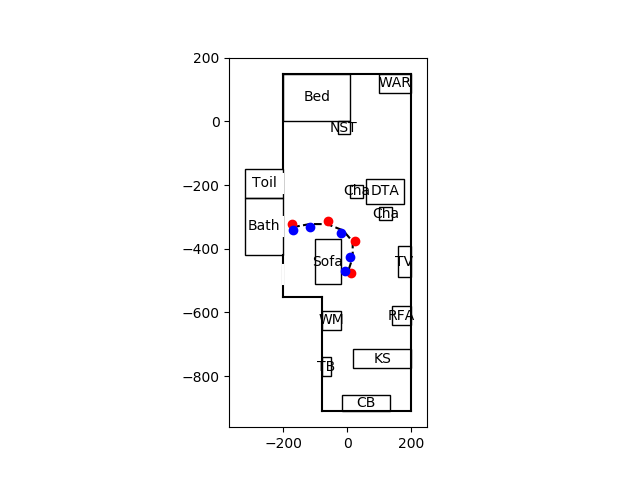 200
0
−200
−400
−600
−800
−200 0 200
Bed
WAR
NST
Toil
Cha DTA
Cha
Bath
Sofa
TV
WM
RFA
KS
TB
CB